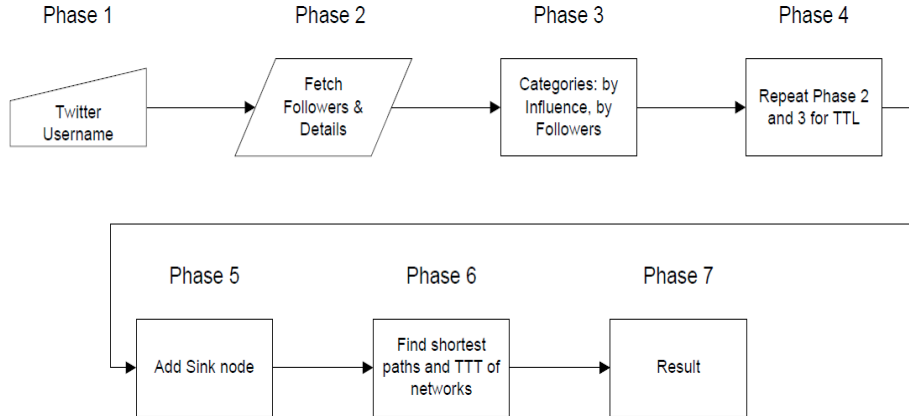 Phase 1
Phase 2
Phase 3
Phase 4
Twitter
Username
Fetch
Followers &
Details
Categories: by
Influence, by
Followers
Repeat Phase 2
and 3 for TTL
Phase 5
Phase 6
Phase 7
Add Sink node
Find shortest
paths and TTT of
networks
Result